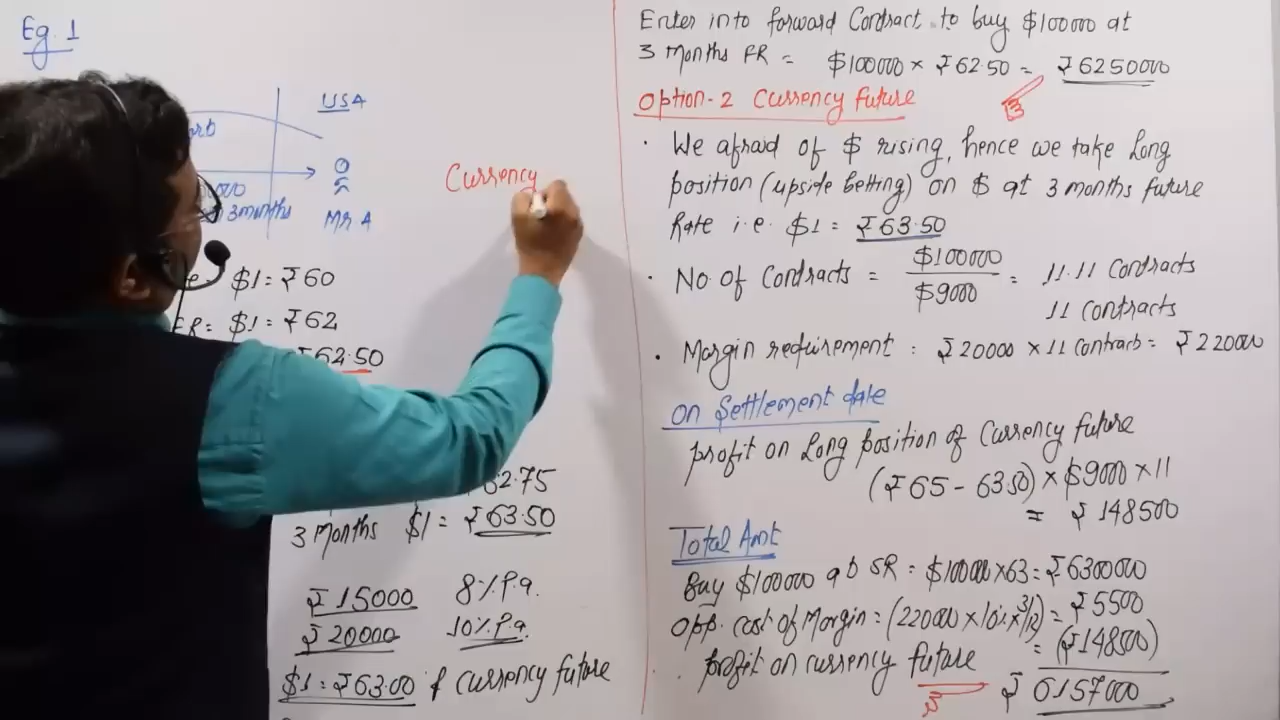 Eg. 1
USA
Mr A
3 months
$1 = ₹60
$1 = ₹62
₹62.50
62.75
3 Months $1 = ₹63.50
₹15000 8% P.a.
₹20000 10% P.a.
$1 = ₹63.00 & currency future
Currency
Enter into forward Contract to buy $100000 at
3 Months FR = $100000 × ₹62.50 = ₹6250000
Option-2 Currency future
· We afraid of $ rising, hence we take Long
position (upside betting) on $ at 3 months future
Rate i.e. $1 = ₹63.50
· No. of Contracts = $100000 / $9000 = 11.11 Contracts
11 contracts
· Margin requirement : ₹20000 × 11 contracts = ₹220000
on Settlement date
profit on Long position of Currency future
(₹65 - 63.50) × $9000 × 11
= ₹148500
Total Amt
Buy $100000 at SR = $100000 × 63 = ₹6300000
Opp. cost of Margin = (220000 × 10% × 3/12) = ₹5500
profit on currency future = (₹148500)
₹6157000